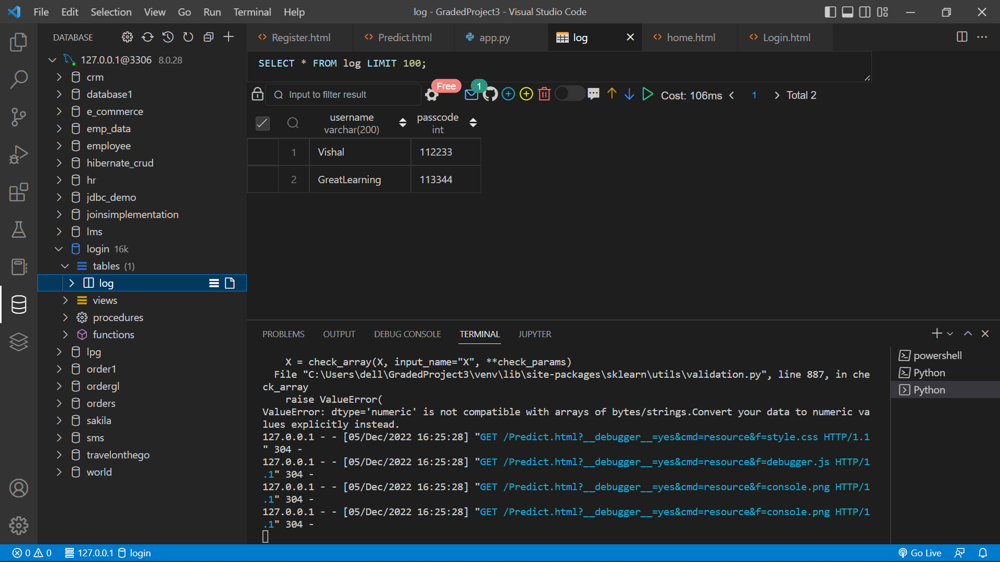 File Edit Selection View Go Run Terminal Help
log - GradedProject3 - Visual Studio Code
DATABASE
127.0.0.1@3306 8.0.28
crm
database1
e_commerce
emp_data
employee
hibernate_crud
hr
jdbc_demo
joinsimplementation
lms
login 16k
tables (1)
log
views
procedures
functions
lpg
order1
ordergl
orders
sakila
sms
travelonthego
world
Register.html Predict.html app.py log home.html Login.html
SELECT * FROM log LIMIT 100;
Input to filter result
Free
1
Cost: 106ms
1
Total 2
username passcode
varchar(200) int
1 Vishal 112233
2 GreatLearning 113344
PROBLEMS OUTPUT DEBUG CONSOLE TERMINAL JUPYTER
X = check_array(X, input_name="X", **check_params)
File "C:\Users\dell\GradedProject3\venv\lib\site-packages\sklearn\utils\validation.py", line 887, in che
ck_array
raise ValueError(
ValueError: dtype='numeric' is not compatible with arrays of bytes/strings.Convert your data to numeric va
lues explicitly instead.
127.0.0.1 - - [05/Dec/2022 16:25:28] "GET /Predict.html?__debugger__=yes&cmd=resource&f=style.css HTTP/1.1
" 304 -
127.0.0.1 - - [05/Dec/2022 16:25:28] "GET /Predict.html?__debugger__=yes&cmd=resource&f=debugger.js HTTP/1
.1" 304 -
127.0.0.1 - - [05/Dec/2022 16:25:28] "GET /Predict.html?__debugger__=yes&cmd=resource&f=console.png HTTP/1
.1" 304 -
127.0.0.1 - - [05/Dec/2022 16:25:28] "GET /Predict.html?__debugger__=yes&cmd=resource&f=console.png HTTP/1
.1" 304 -
powershell
Python
Python
0 0 127.0.0.1 login
Go Live